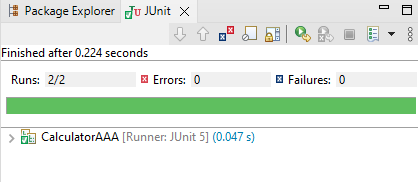 Package Explorer JUnit
Finished after 0.224 seconds
Runs: 2/2 Errors: 0 Failures: 0
CalculatorAAA [Runner: JUnit 5] (0.047 s)